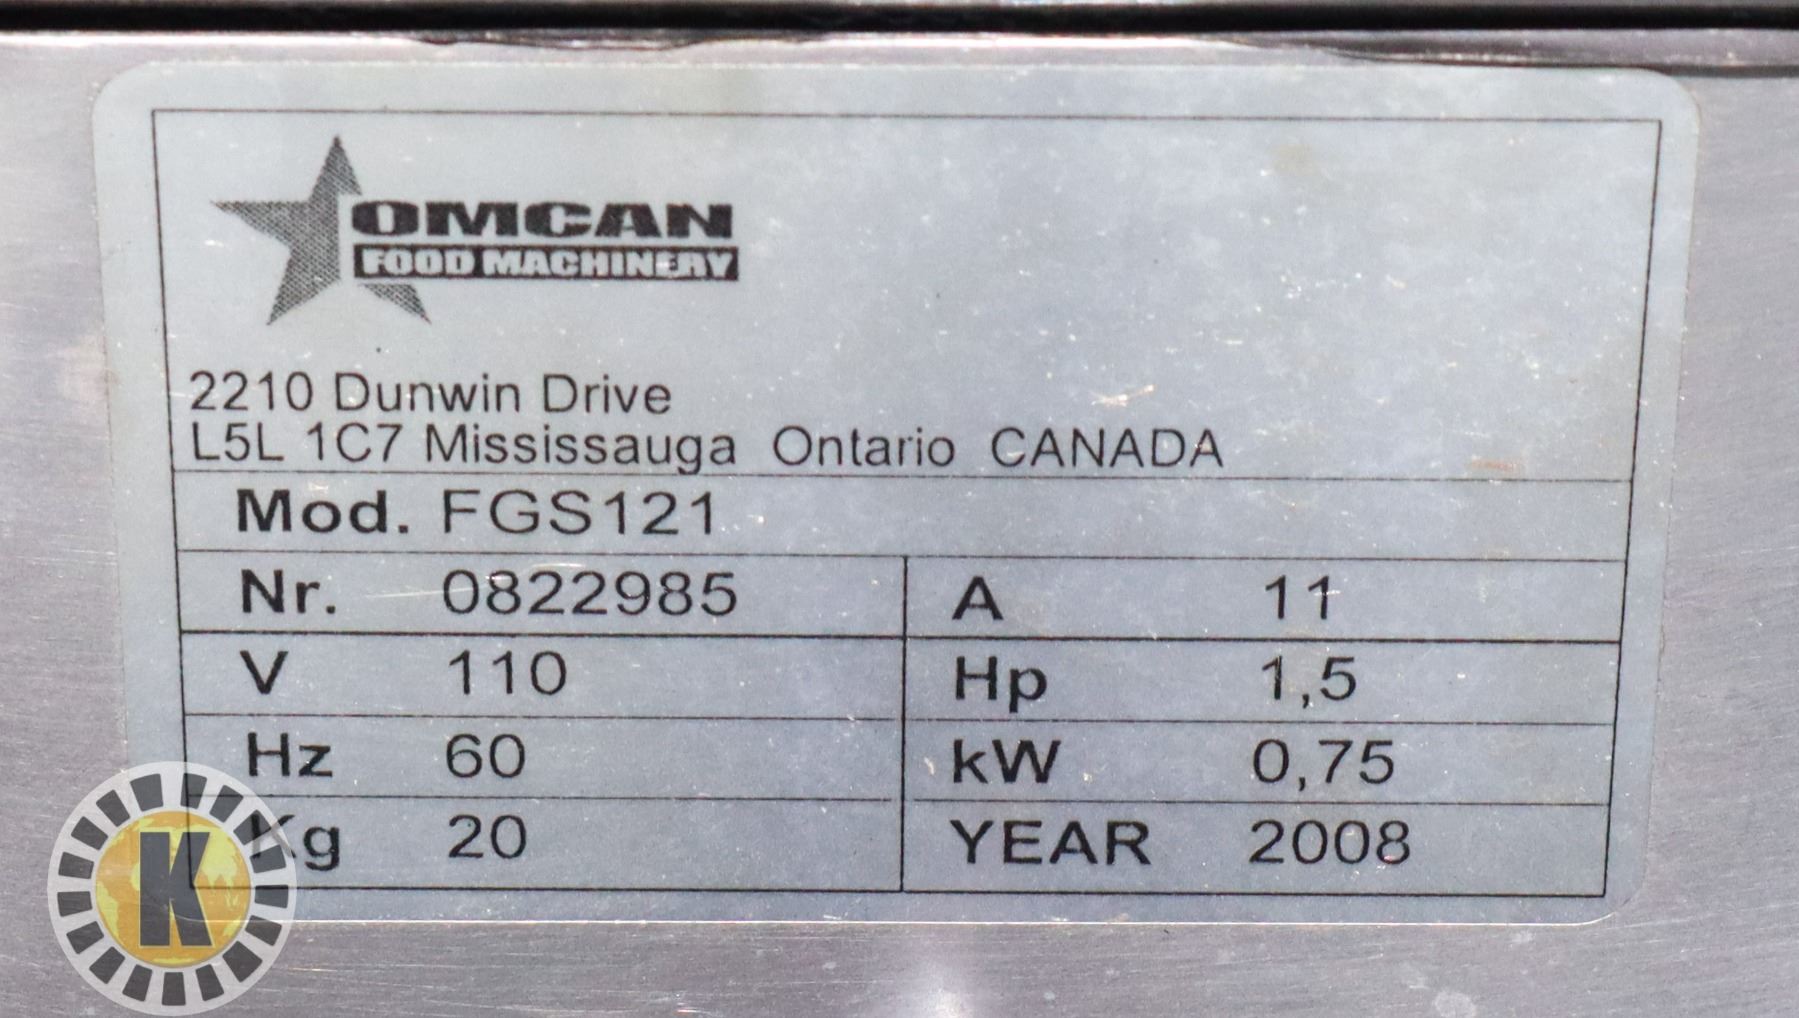 OMCAN
FOOD MACHINERY
2210 Dunwin Drive
L5L 1C7 Mississauga Ontario CANADA
Mod. FGS121
Nr. 0822985 A 11
V 110 Hp 1,5
Hz 60 kW 0,75
Kg 20 YEAR 2008
K